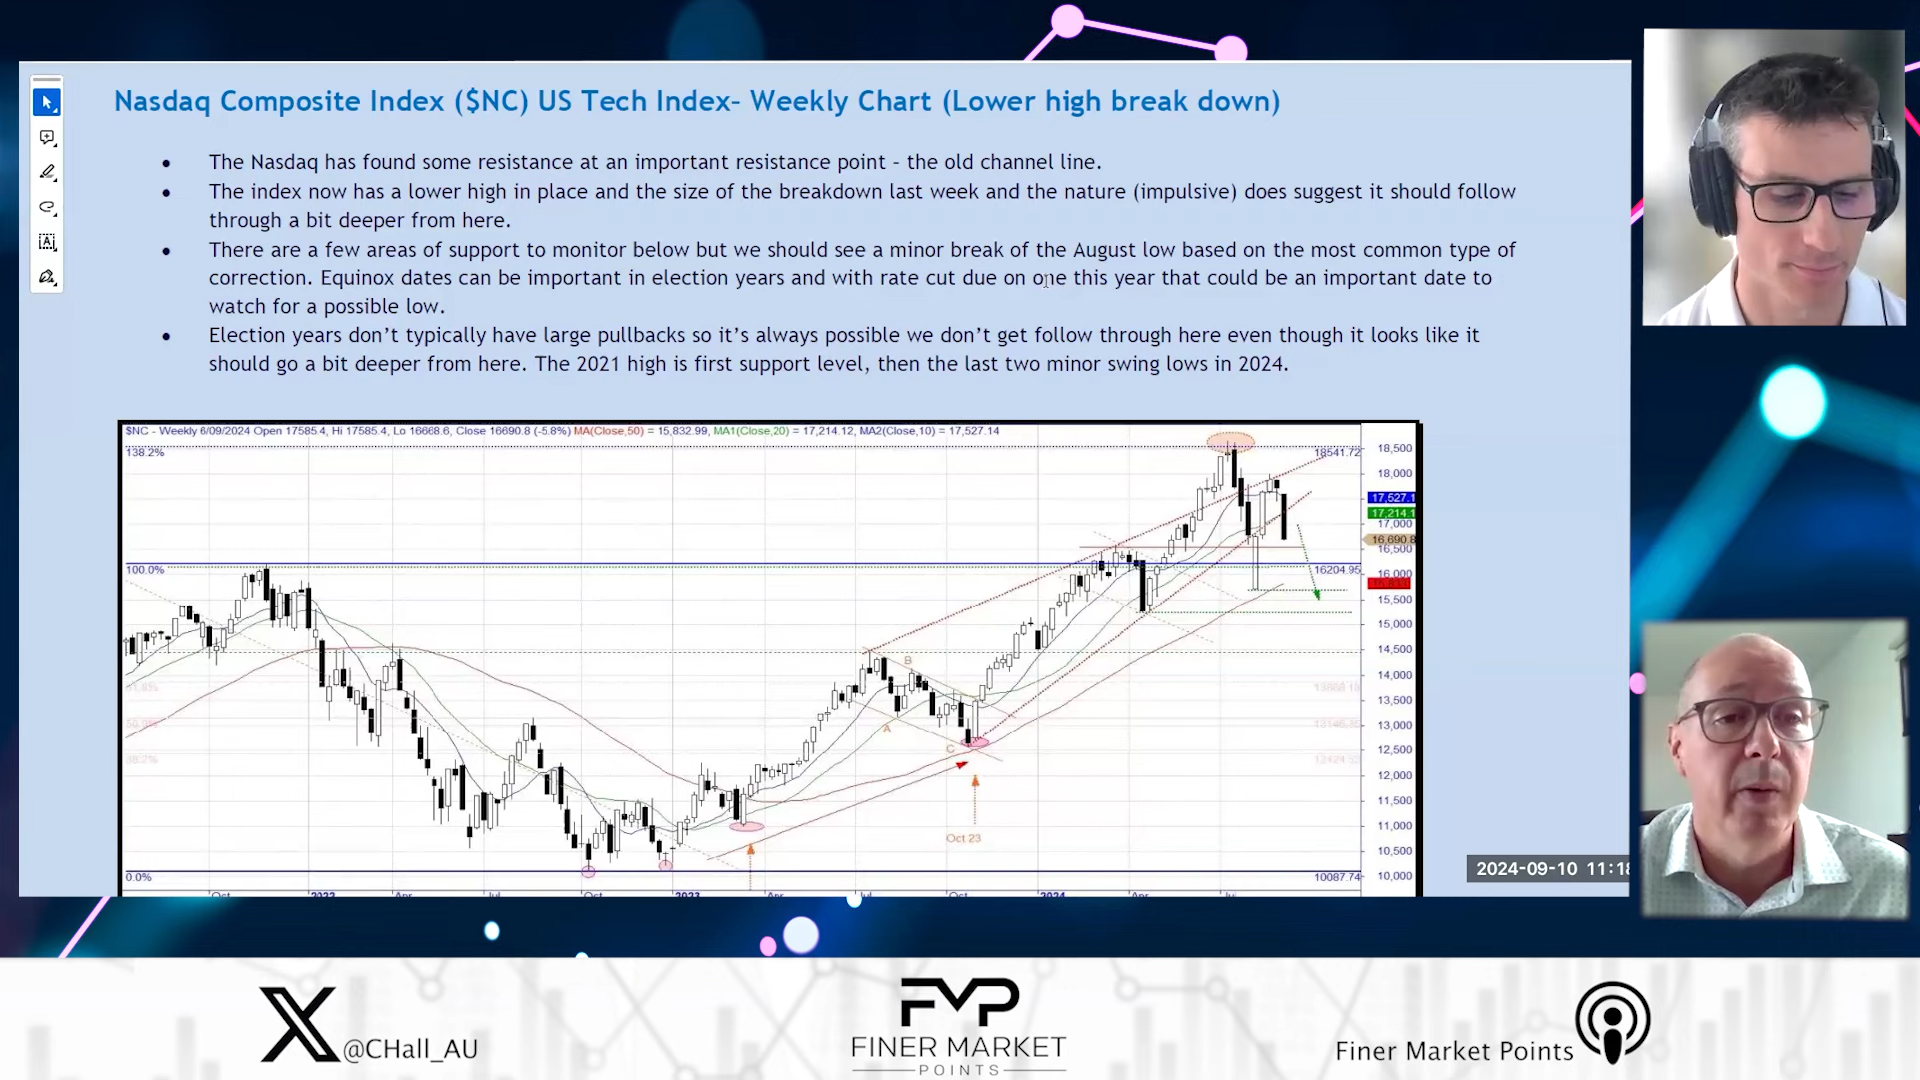 Nasdaq Composite Index ($NC) US Tech Index– Weekly Chart (Lower high break down)
• The Nasdaq has found some resistance at an important resistance point – the old channel line.
• The index now has a lower high in place and the size of the breakdown last week and the nature (impulsive) does suggest it should follow
through a bit deeper from here.
• There are a few areas of support to monitor below but we should see a minor break of the August low based on the most common type of
correction. Equinox dates can be important in election years and with rate cut due on one this year that could be an important date to
watch for a possible low.
• Election years don’t typically have large pullbacks so it’s always possible we don’t get follow through here even though it looks like it
should go a bit deeper from here. The 2021 high is first support level, then the last two minor swing lows in 2024.
$NC - Weekly 6/09/2024 Open 17585.4, Hi 17585.4, Lo 16668.6, Close 16690.8 (-5.8%) MA(Close,50) = 15,832.99, MA1(Close,20) = 17,214.12, MA2(Close,10) = 17,527.14
138.2%
18541.72
18,500
18,000
17,527.1
17,214.1
17,000
16,690.8
16,500
100.0%
16204.95
16,000
15,500
15,000
14,500
14,000
13,500
50.0%
13,000
38.2%
12,500
12,000
11,500
11,000
10,500
0.0%
10087.74
10,000
B
A
C
Oct 23
Oct
2022
Apr
Jul
Oct
2023
Apr
Jul
Oct
2024
Apr
Jul
2024-09-10 11:18
X
@CHall_AU
FMP
FINER MARKET
POINTS
Finer Market Points